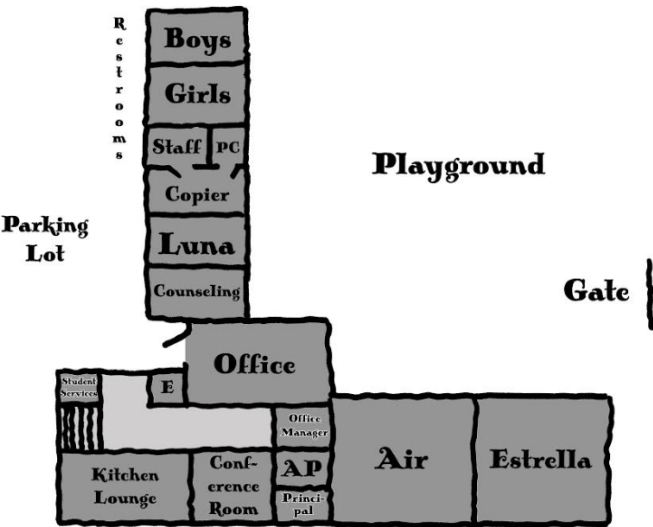 Restrooms
Boys
Girls
Staff
PC
Copier
Luna
Counseling
Playground
Parking
Lot
Gate
Office
Student
Services
E
Office
Manager
Kitchen
Lounge
Conf-
erence
Room
AP
Princi-
pal
Air
Estrella